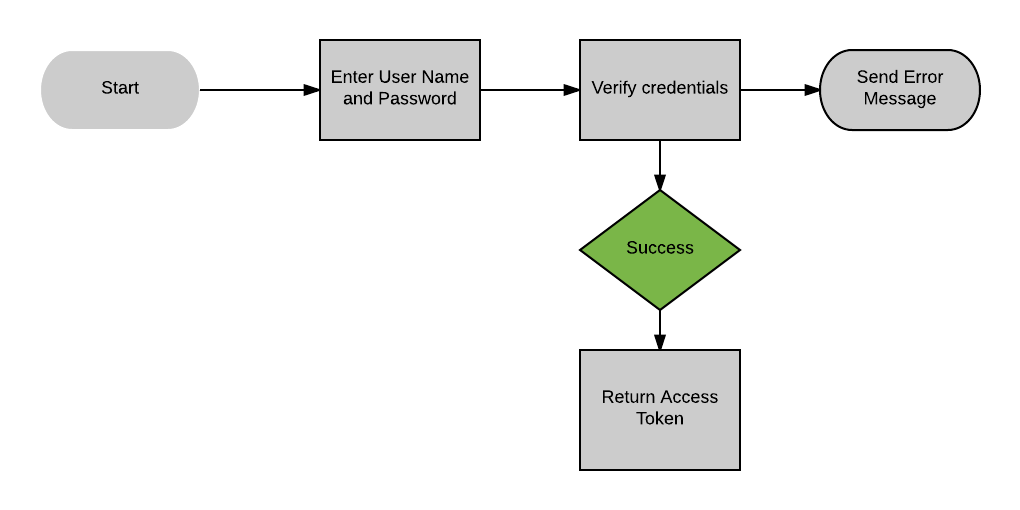 Start
Enter User Name
and Password
Verify credentials
Send Error
Message
Success
Return Access
Token